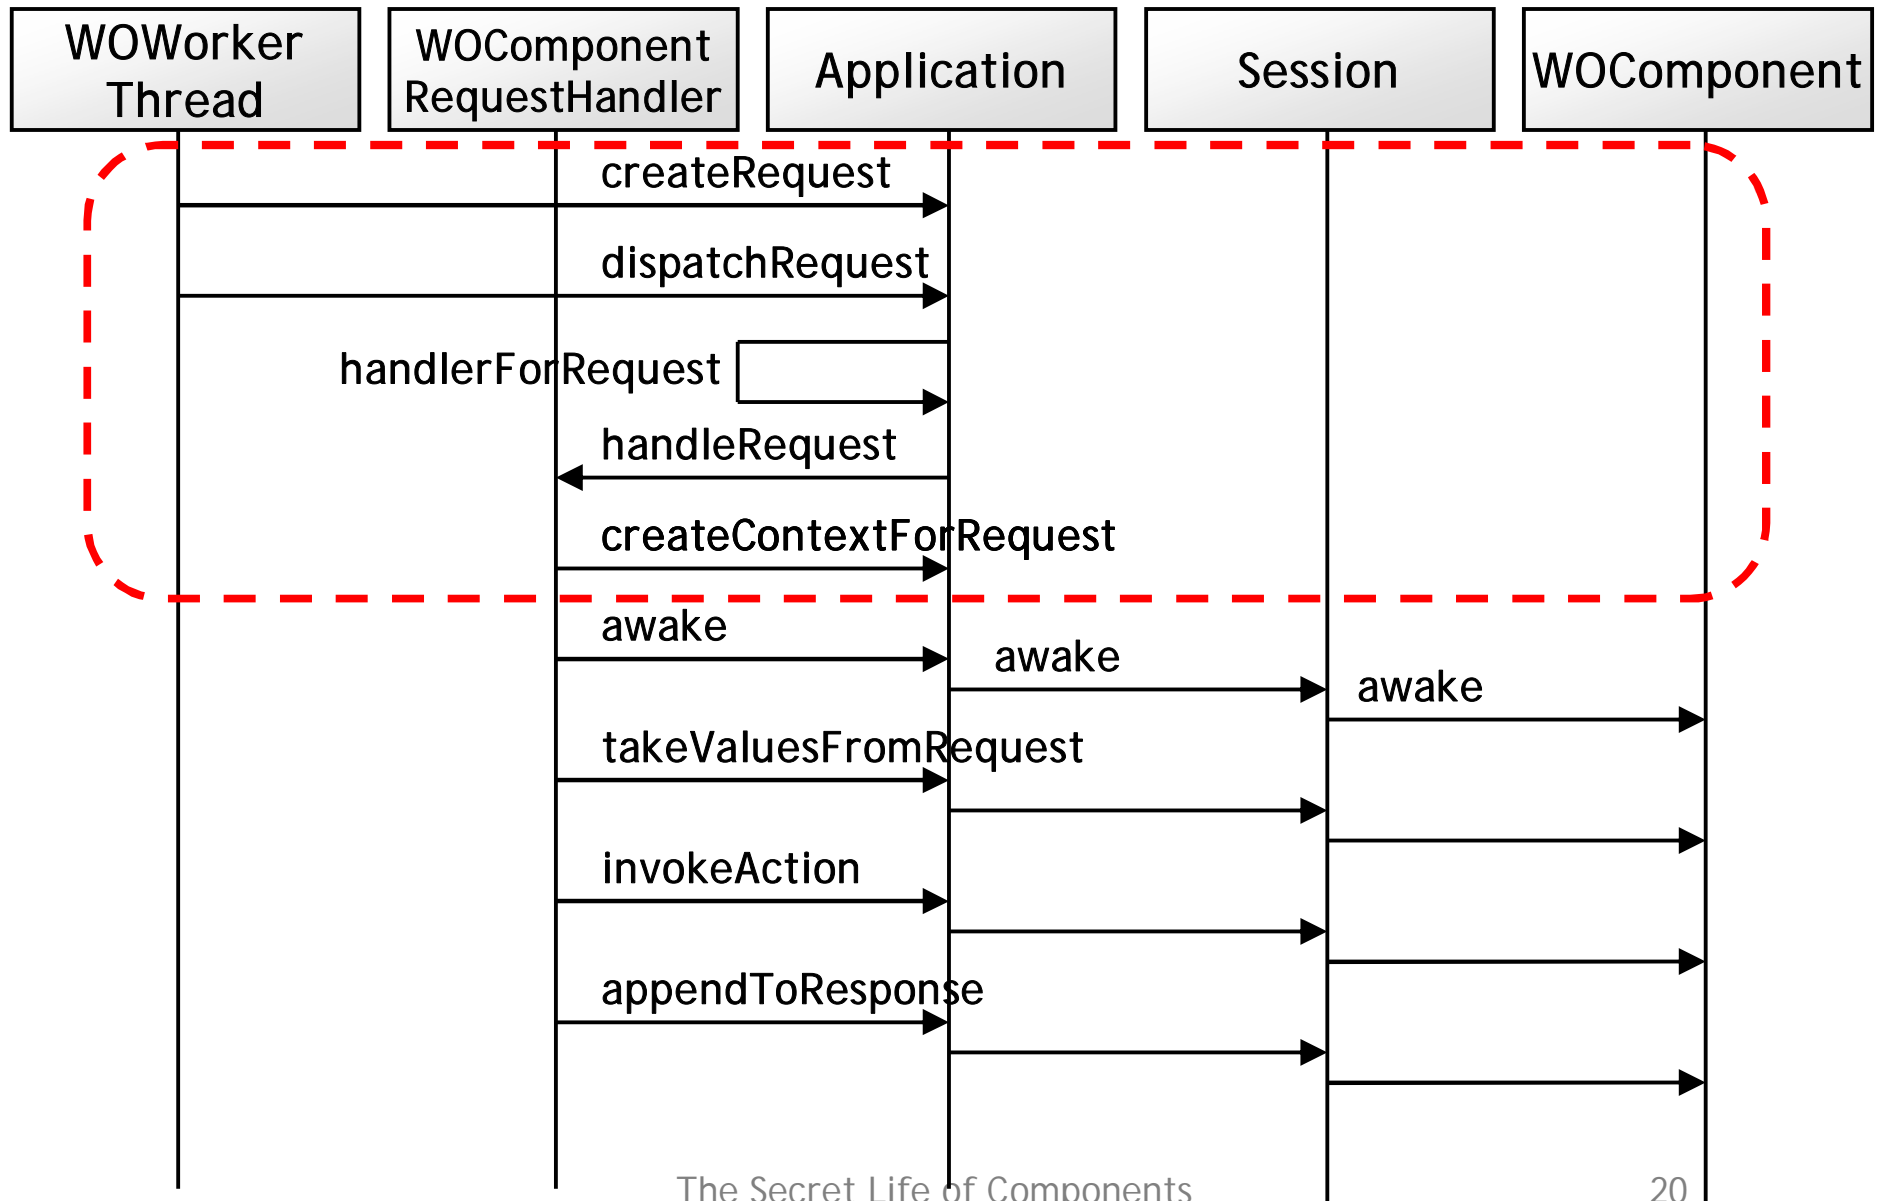 WOWorker
Thread
WOComponent
RequestHandler
Application
Session
WOComponent
createRequest
dispatchRequest
handlerForRequest
handleRequest
createContextForRequest
awake
awake
awake
takeValuesFromRequest
invokeAction
appendToResponse
The Secret Life of Components
20